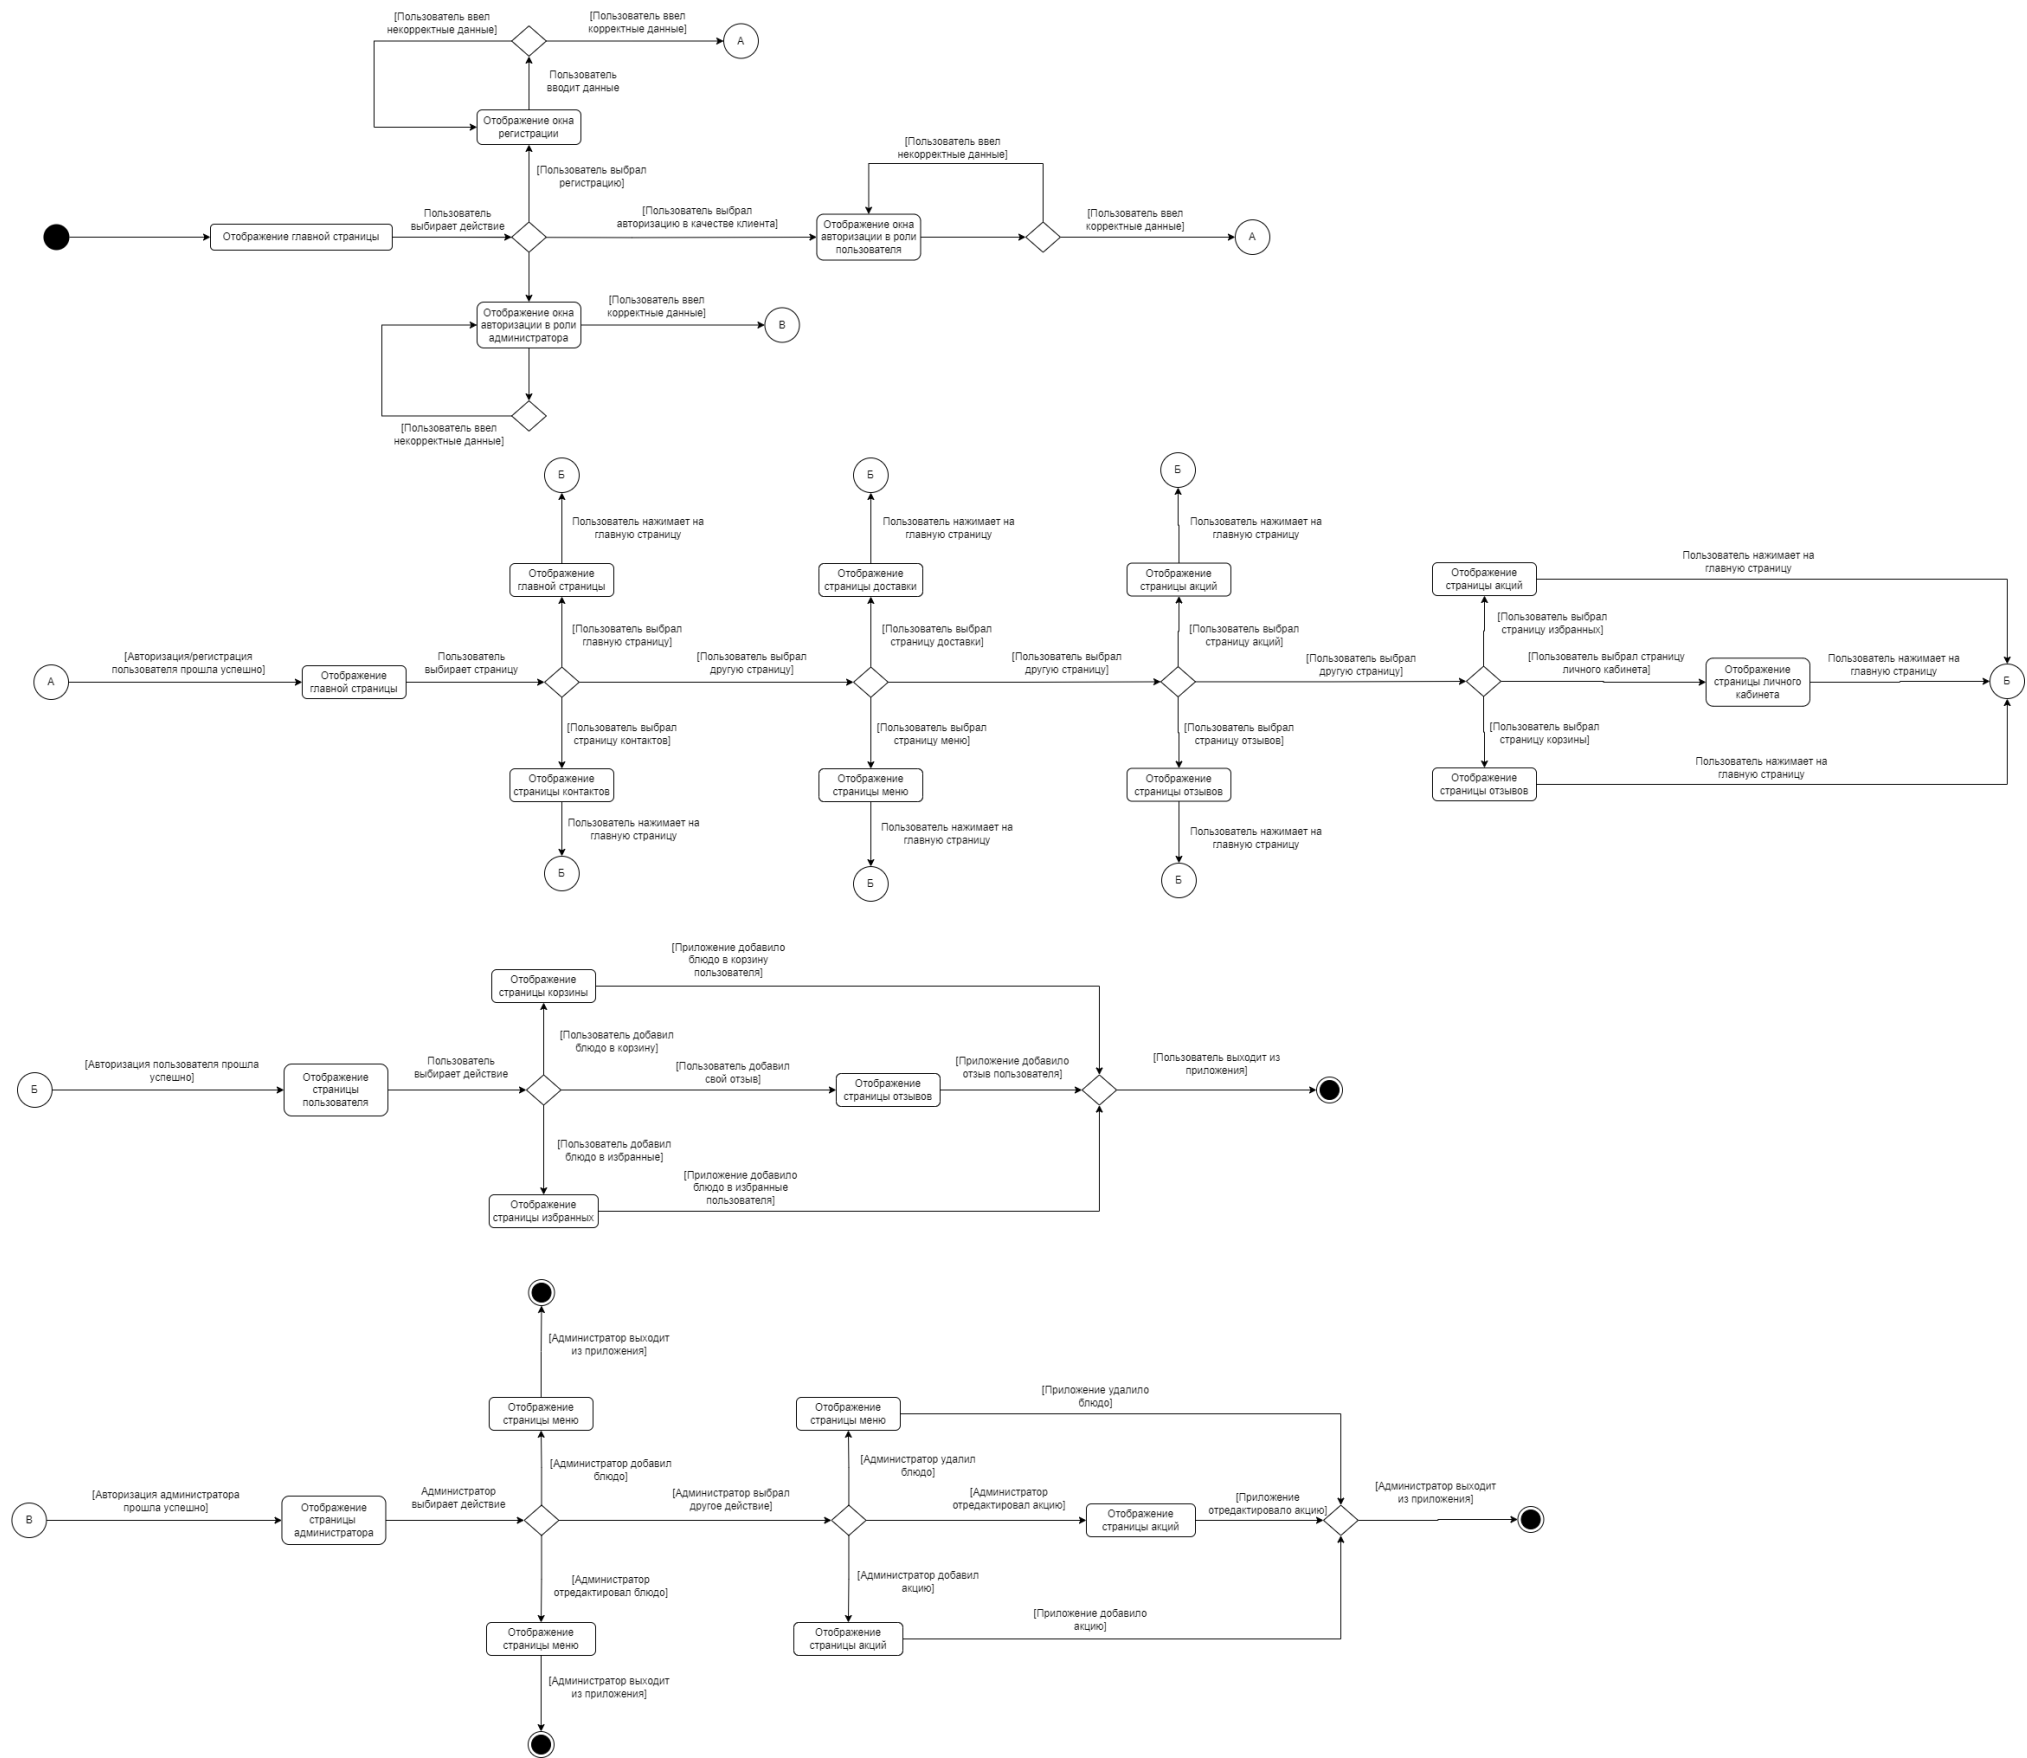 [Пользователь ввел
некорректные данные]
[Пользователь ввел
корректные данные]
А
Пользователь
вводит данные
Отображение окна
регистрации
[Пользователь выбрал
регистрацию]
[Пользователь ввел
некорректные данные]
Отображение главной страницы
Пользователь
выбирает действие
[Пользователь выбрал
авторизацию в качестве клиента]
Отображение окна
авторизации в роли
пользователя
[Пользователь ввел
корректные данные]
А
Отображение окна
авторизации в роли
администратора
[Пользователь ввел
корректные данные]
В
[Пользователь ввел
некорректные данные]
Б
Б
Б
Пользователь нажимает на
главную страницу
Пользователь нажимает на
главную страницу
Пользователь нажимает на
главную страницу
Отображение
главной страницы
Отображение
страницы доставки
Отображение
страницы акций
Отображение
страницы акций
Пользователь нажимает на
главную страницу
[Пользователь выбрал
главную страницу]
[Пользователь выбрал
страницу доставки]
[Пользователь выбрал
страницу акций]
[Пользователь выбрал
страницу избранных]
А
[Авторизация/регистрация
пользователя прошла успешно]
Отображение
главной страницы
Пользователь
выбирает страницу
[Пользователь выбрал
другую страницу]
[Пользователь выбрал
другую страницу]
[Пользователь выбрал
другую страницу]
[Пользователь выбрал страницу
личного кабинета]
Отображение
страницы личного
кабинета
Пользователь нажимает на
главную страницу
Б
[Пользователь выбрал
страницу контактов]
[Пользователь выбрал
страницу меню]
[Пользователь выбрал
страницу отзывов]
[Пользователь выбрал
страницу корзины]
Отображение
страницы контактов
Отображение
страницы меню
Отображение
страницы отзывов
Отображение
страницы отзывов
Пользователь нажимает на
главную страницу
Пользователь нажимает на
главную страницу
Пользователь нажимает на
главную страницу
Пользователь нажимает на
главную страницу
Б
Б
Б
[Приложение добавило
блюдо в корзину
пользователя]
Отображение
страницы корзины
[Пользователь добавил
блюдо в корзину]
Б
[Авторизация пользователя прошла
успешно]
Отображение
страницы
пользователя
Пользователь
выбирает действие
[Пользователь добавил
свой отзыв]
Отображение
страницы отзывов
[Приложение добавило
отзыв пользователя]
[Пользователь выходит из
приложения]
[Пользователь добавил
блюдо в избранные]
[Приложение добавило
блюдо в избранные
пользователя]
Отображение
страницы избранных
[Администратор выходит
из приложения]
Отображение
страницы меню
Отображение
страницы меню
[Приложение удалило
блюдо]
[Администратор добавил
блюдо]
[Администратор удалил
блюдо]
В
[Авторизация администратора
прошла успешно]
Отображение
страницы
администратора
Администратор
выбирает действие
[Администратор выбрал
другое действие]
[Администратор
отредактировал акцию]
Отображение
страницы акций
[Приложение
отредактировало акцию]
[Администратор выходит
из приложения]
[Администратор
отредактировал блюдо]
[Администратор добавил
акцию]
Отображение
страницы меню
Отображение
страницы акций
[Приложение добавило
акцию]
[Администратор выходит
из приложения]